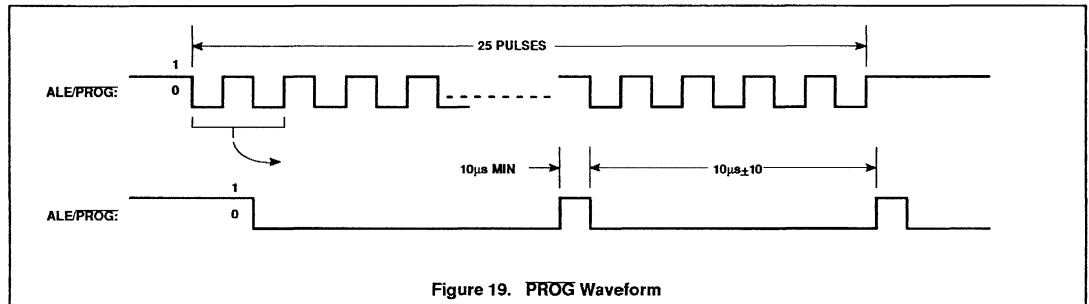 25 PULSES
1
ALE/PROG:
0
10µs MIN
10µs±10
1
ALE/PROG:
0
Figure 19. PROG Waveform